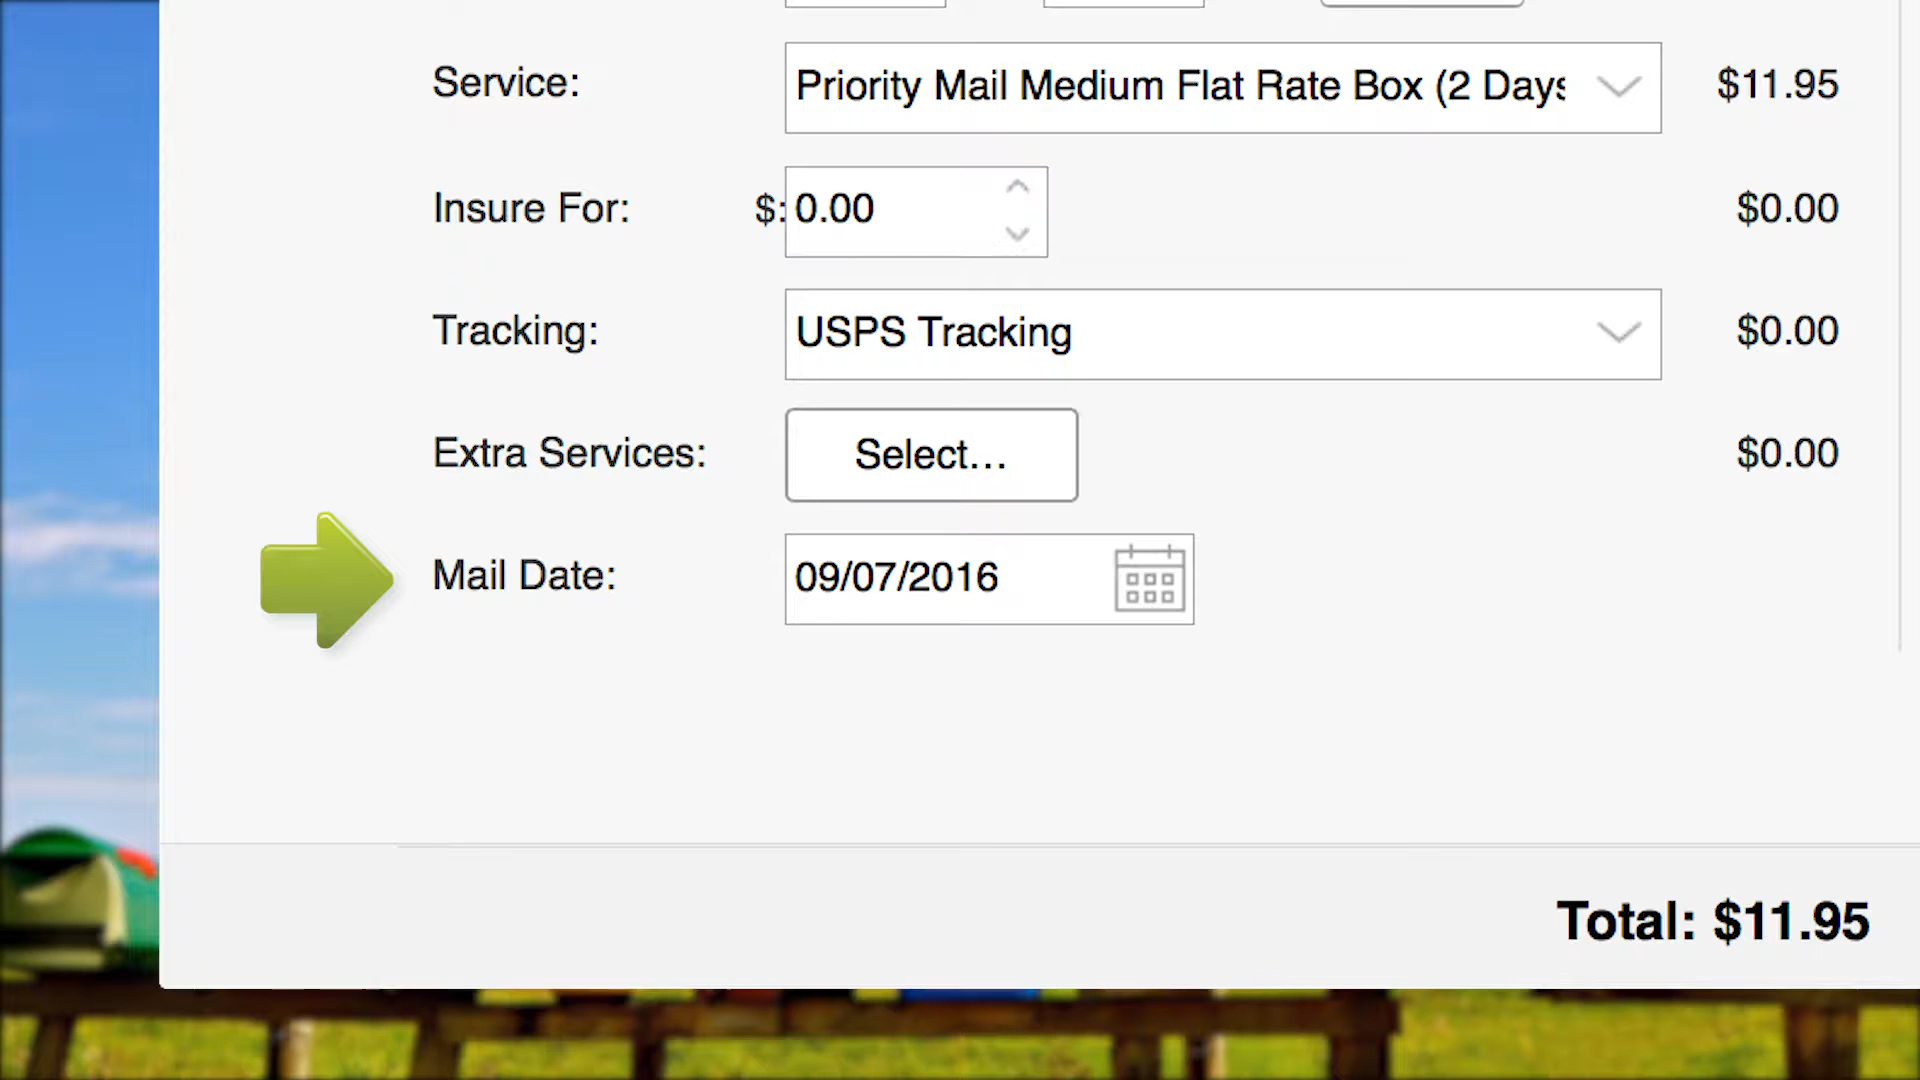 Service: Priority Mail Medium Flat Rate Box (2 Days $11.95
Insure For: $: 0.00 $0.00
Tracking: USPS Tracking $0.00
Extra Services: Select... $0.00
Mail Date: 09/07/2016
Total: $11.95